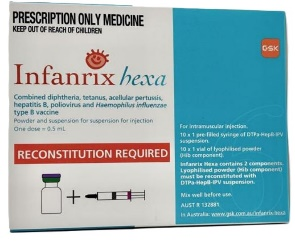 PRESCRIPTION ONLY MEDICINE
KEEP OUT OF REACH OF CHILDREN
gsk
Infanrix hexa
Combined diphtheria, tetanus, acellular pertussis,
hepatitis B, poliovirus and Haemophilus influenzae
type B vaccine
Powder and suspension for suspension for injection
One dose = 0.5 mL
RECONSTITUTION REQUIRED
+
For intramuscular injection.
10 x 1 pre-filled syringe of DTPa-HepB-IPV
suspension.
10 x 1 vial of lyophilised powder
(Hib component).
Infanrix Hexa contains 2 components.
Lyophilised powder (Hib component)
must be reconstituted with
DTPa-HepB-IPV suspension.
Mix well before use.
AUST R 132881
In Australia: www.gsk.com.au/infanrix-hexa